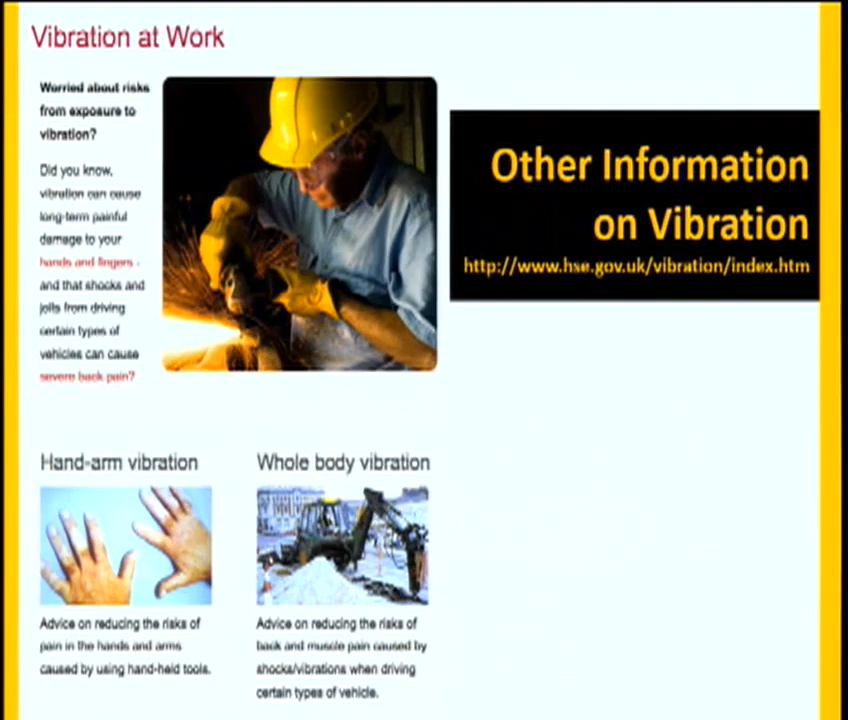 Vibration at Work
Worried about risks
from exposure to
vibration?
Did you know,
vibration can cause
long-term painful
damage to your
hands and fingers -
and that shocks and
jolts from driving
certain types of
vehicles can cause
severe back pain?
Other Information
on Vibration
http://www.hse.gov.uk/vibration/index.htm
Hand-arm vibration
Advice on reducing the risks of
pain in the hands and arms
caused by using hand-held tools.
Whole body vibration
Advice on reducing the risks of
back and muscle pain caused by
shocks/vibrations when driving
certain types of vehicle.